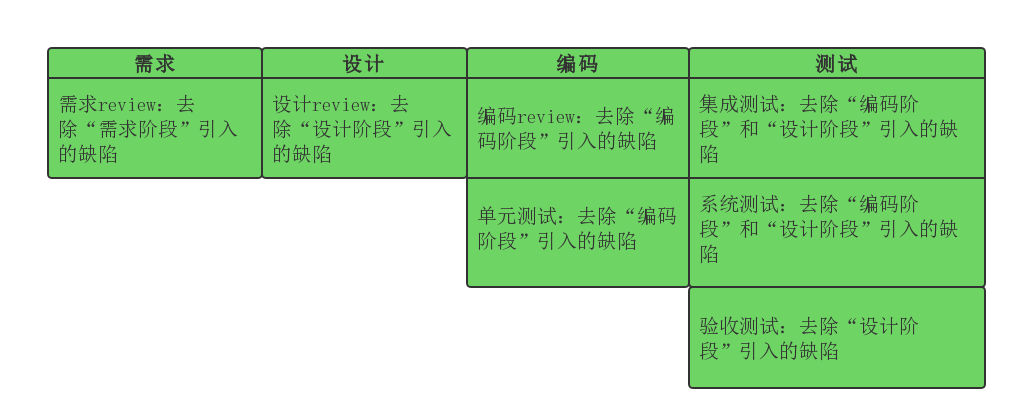 需求
设计
编码
测试
需求review：去
除“需求阶段”引入
的缺陷
设计review：去
除“设计阶段”引入
的缺陷
编码review：去除“编
码阶段”引入的缺陷
集成测试：去除“编码阶
段”和“设计阶段”引入的缺
陷
单元测试：去除“编码
阶段”引入的缺陷
系统测试：去除“编码阶
段”和“设计阶段”引入的缺
陷
验收测试：去除“设计阶
段”引入的缺陷